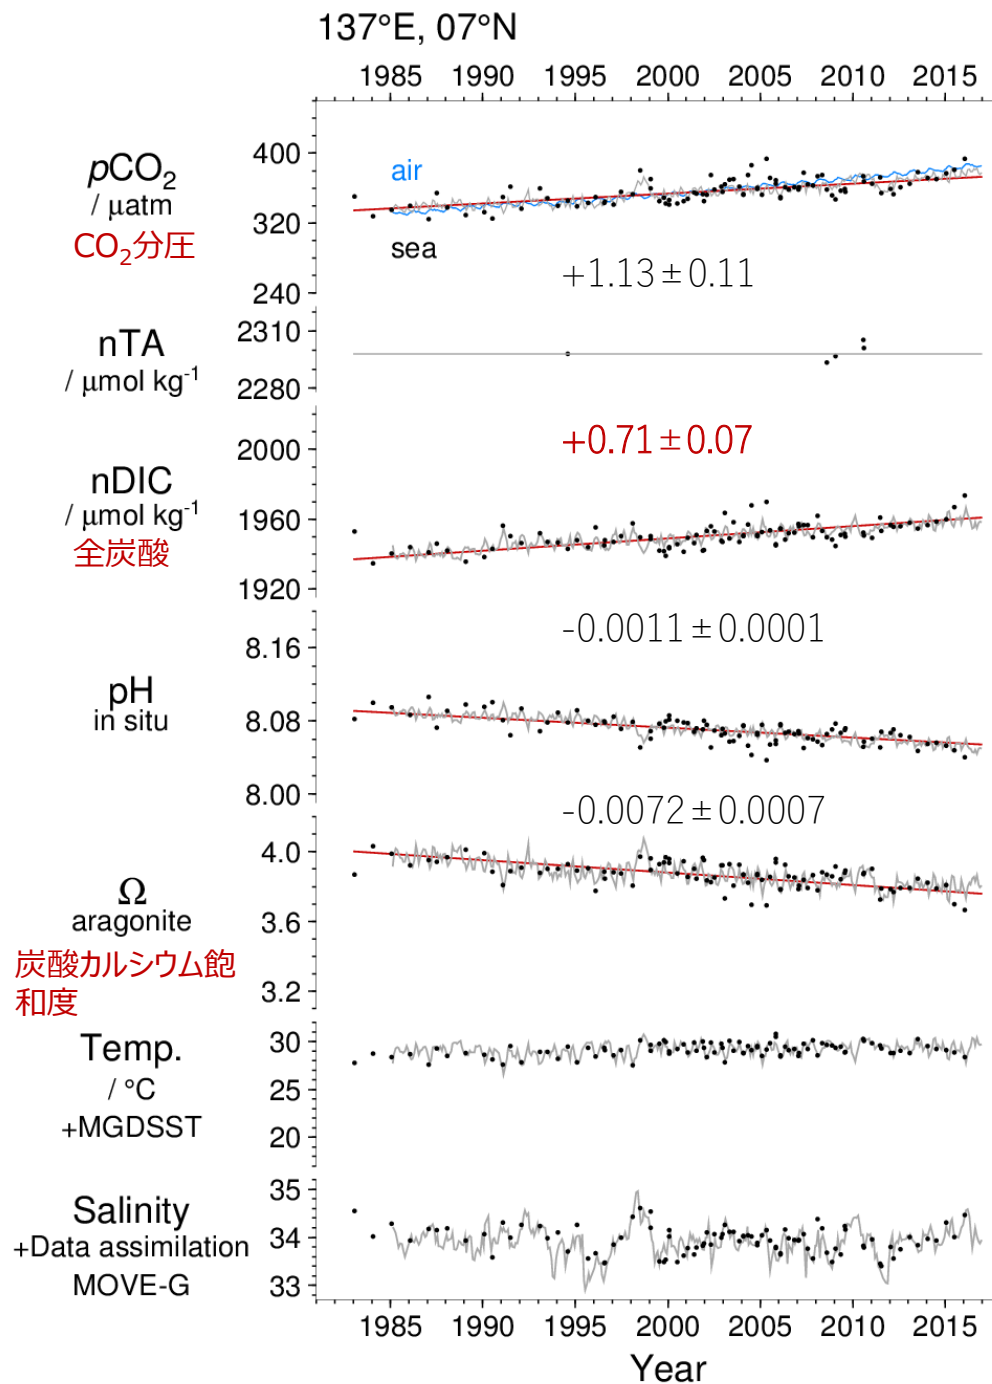 137°E, 07°N
1985 1990 1995 2000 2005 2010 2015
pCO2
/ μatm
CO2分圧
400
320
240
air
sea
+1.13±0.11
nTA
/ μmol kg-1
2310
2280
+0.71±0.07
nDIC
/ μmol kg-1
全炭酸
2000
1960
1920
-0.0011±0.0001
pH
in situ
8.16
8.08
8.00
-0.0072±0.0007
Ω
aragonite
炭酸カルシウム飽
和度
4.0
3.6
3.2
Temp.
/ °C
+MGDSST
30
25
20
Salinity
+Data assimilation
MOVE-G
35
34
33
1985 1990 1995 2000 2005 2010 2015
Year